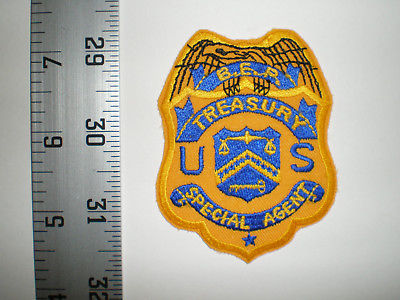 B.E.P.
TREASURY
U S
SPECIAL AGENT
7
6
5
29
30
31
32